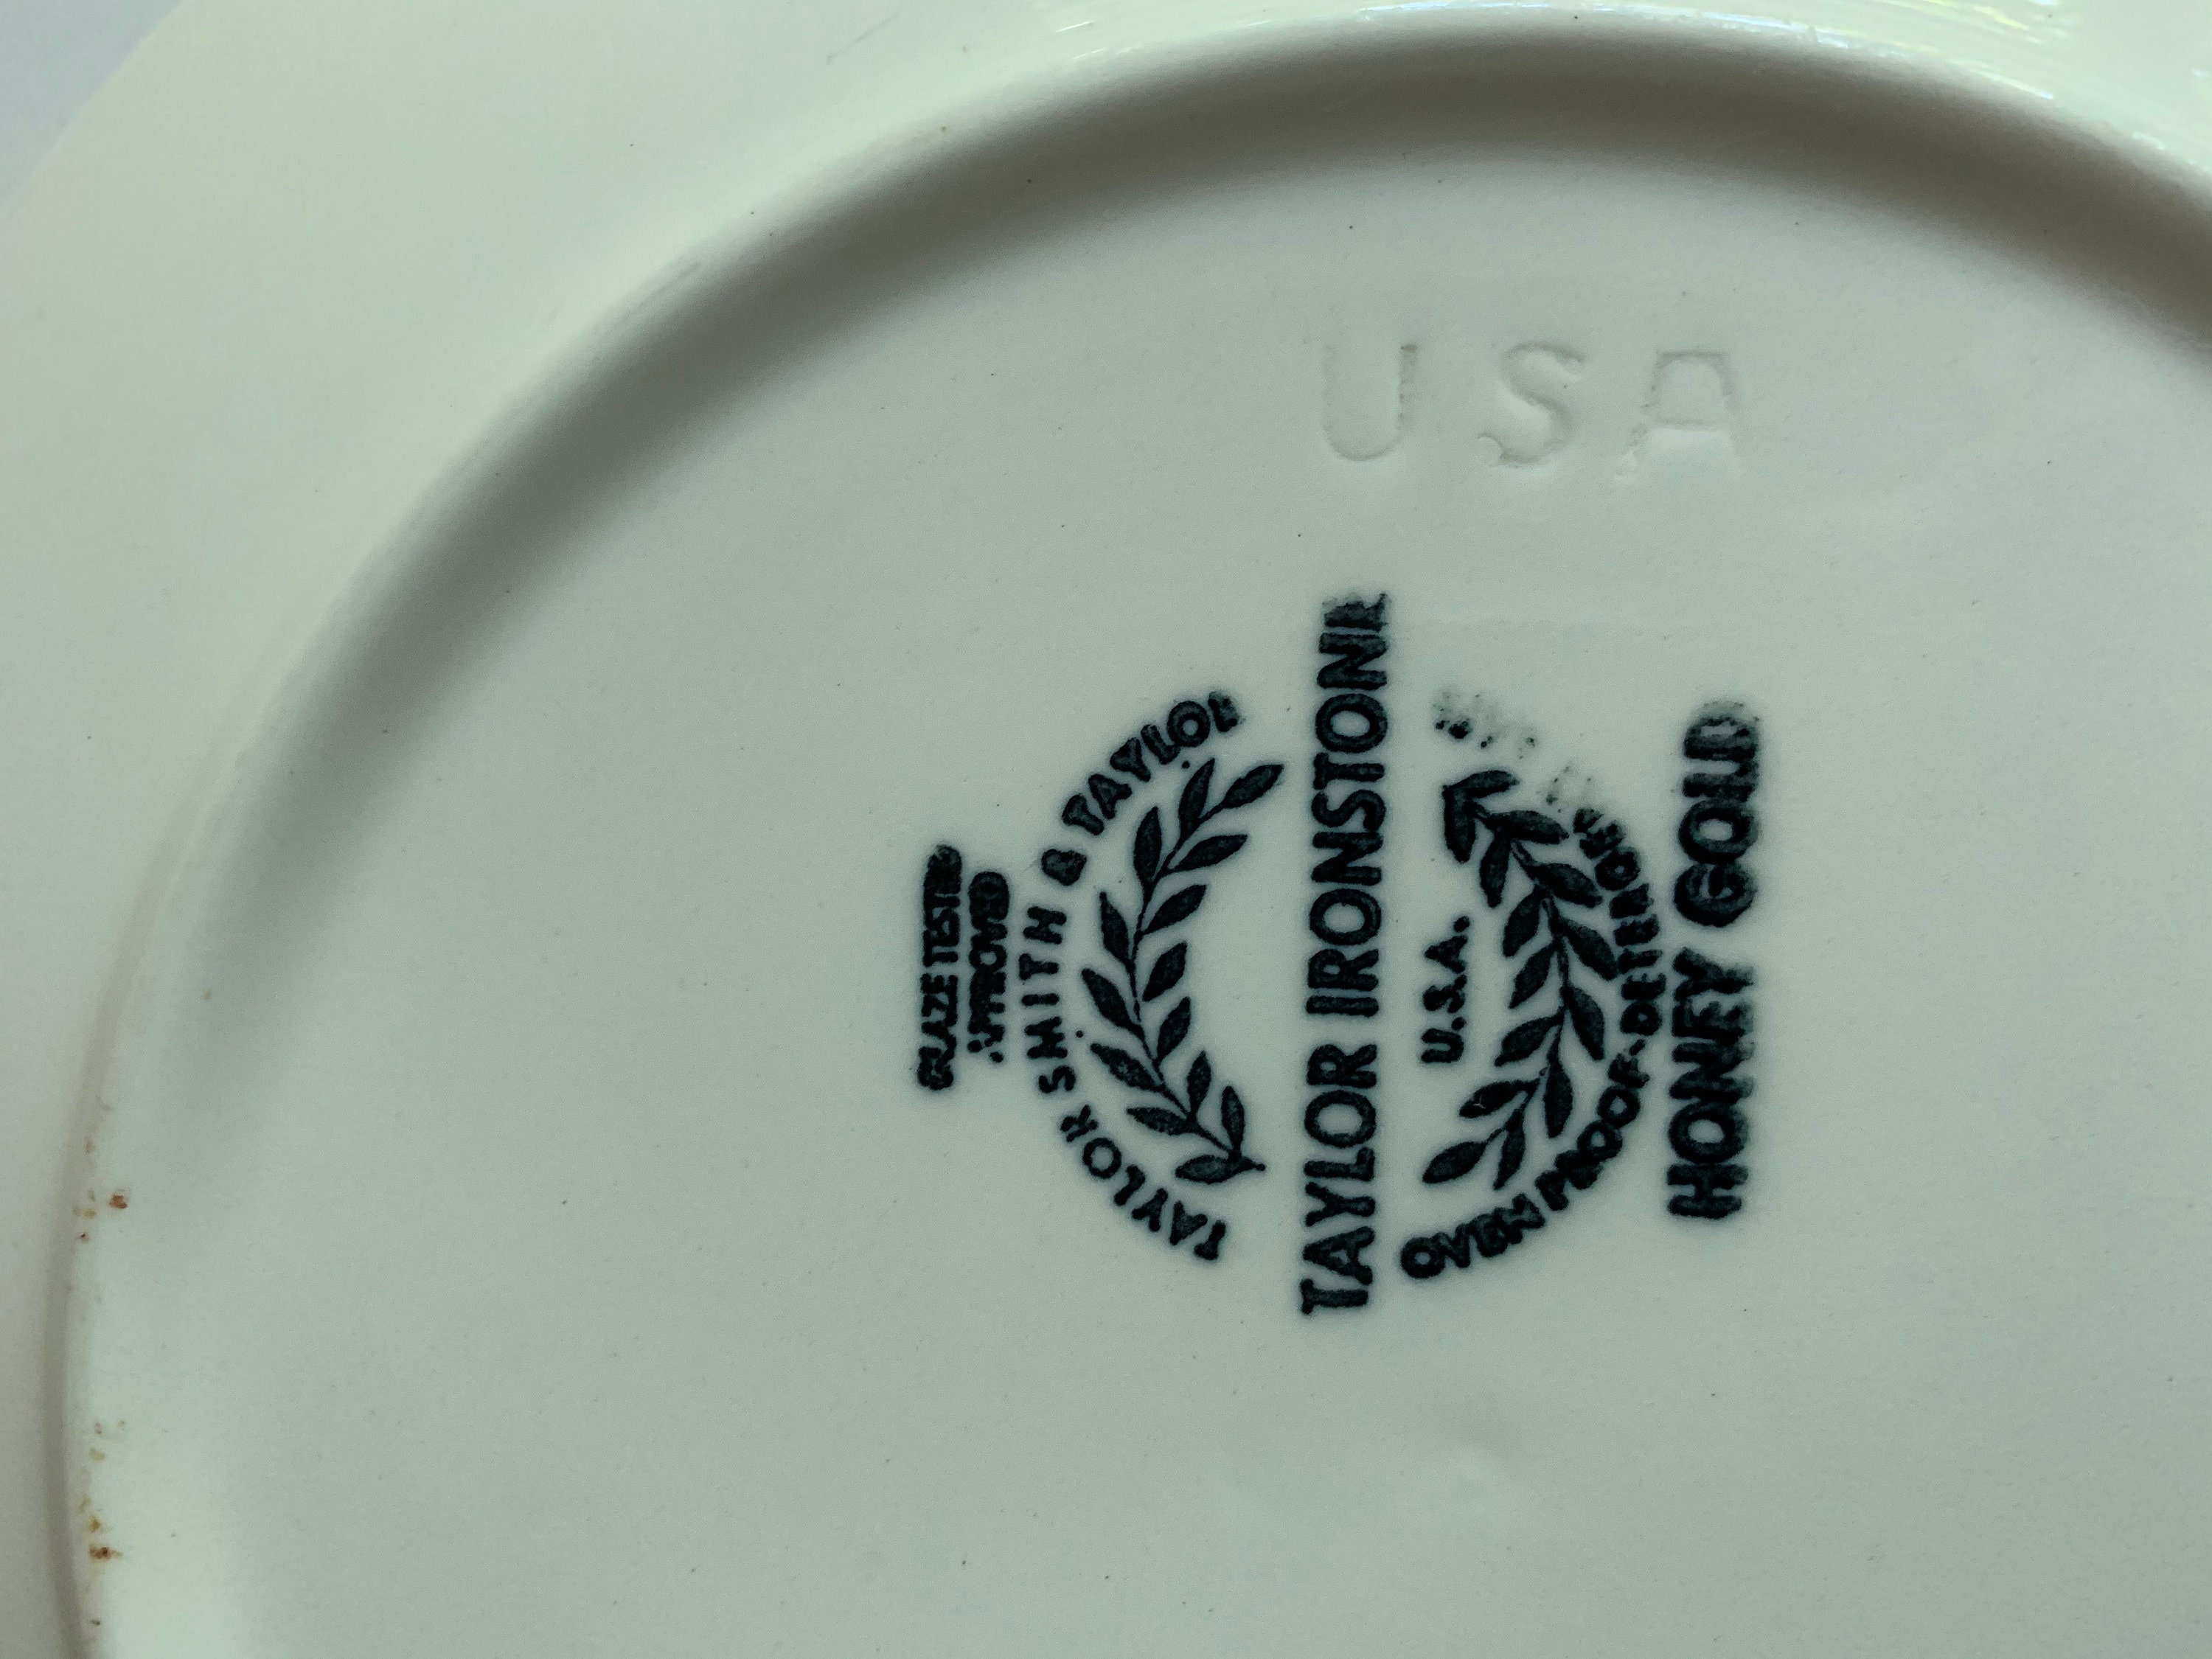 USA
GLAZE TESTED
APPROVED
TAYLOR SMITH & TAYLOR
TAYLOR IRONSTONE
U.S.A.
OVEN PROOF-DETERGENT
HONEY GOLD